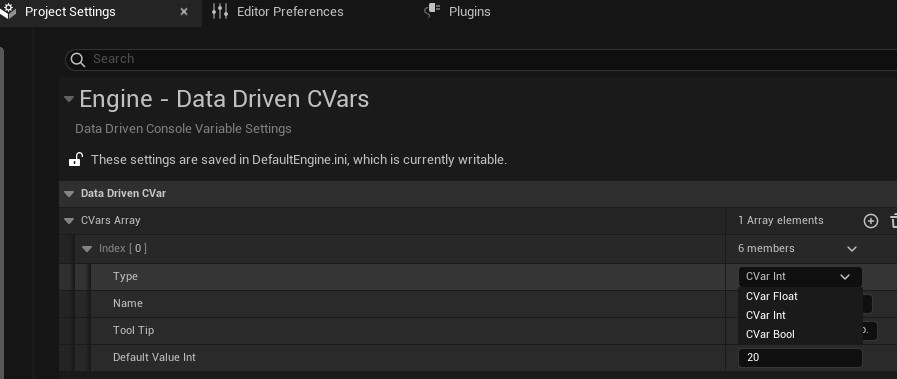 Project Settings × Editor Preferences Plugins
Search
Engine - Data Driven CVars
Data Driven Console Variable Settings
These settings are saved in DefaultEngine.ini, which is currently writable.
Data Driven CVar
CVars Array 1 Array elements
Index [ 0 ] 6 members
Type CVar Int
CVar Float
Name
CVar Int
Tool Tip
CVar Bool
Default Value Int 20